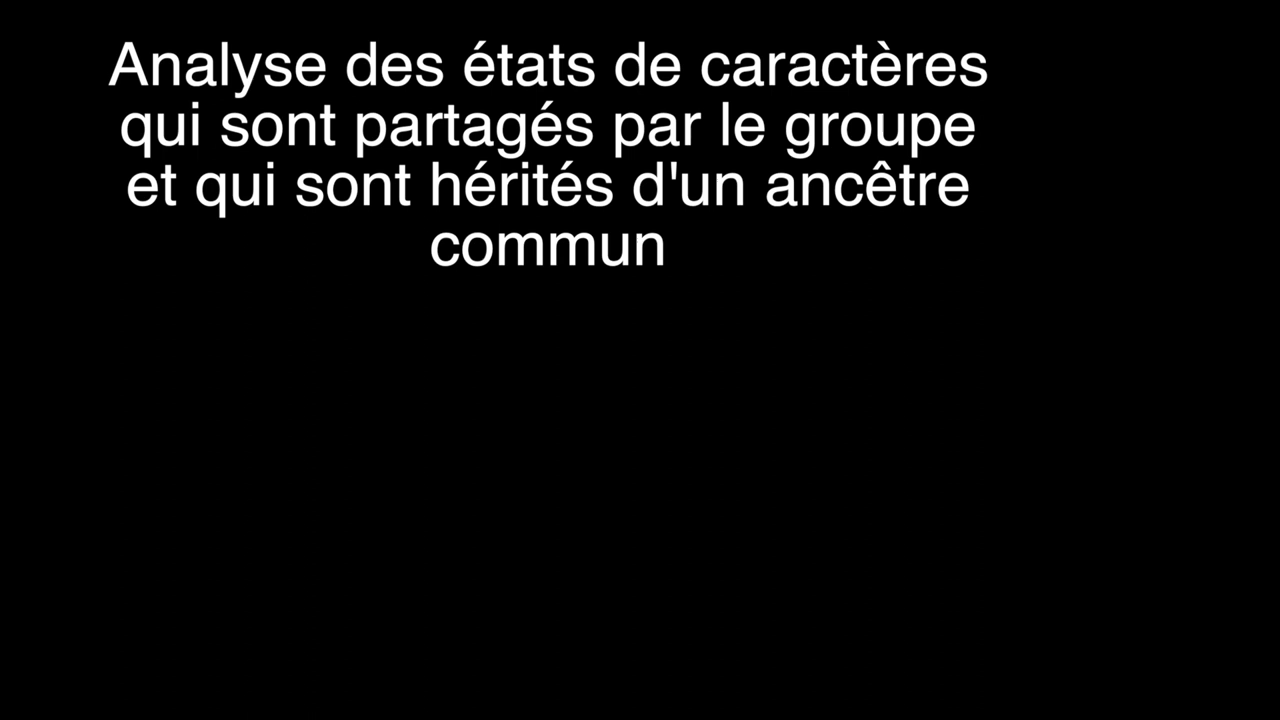 Analyse des états de caractères
qui sont partagés par le groupe
et qui sont hérités d'un ancêtre
commun